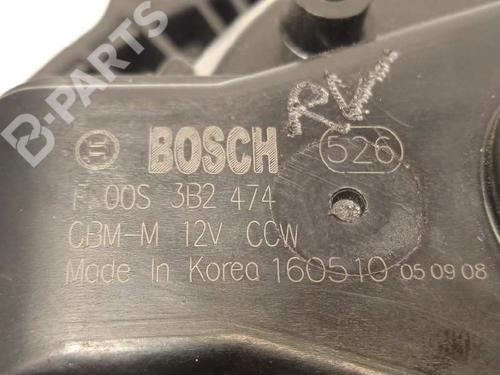 B-PARTS
RV
BOSCH 526
F 00S 3B2 474
CBM-M 12V CCW
Made In Korea 160510 05 09 08